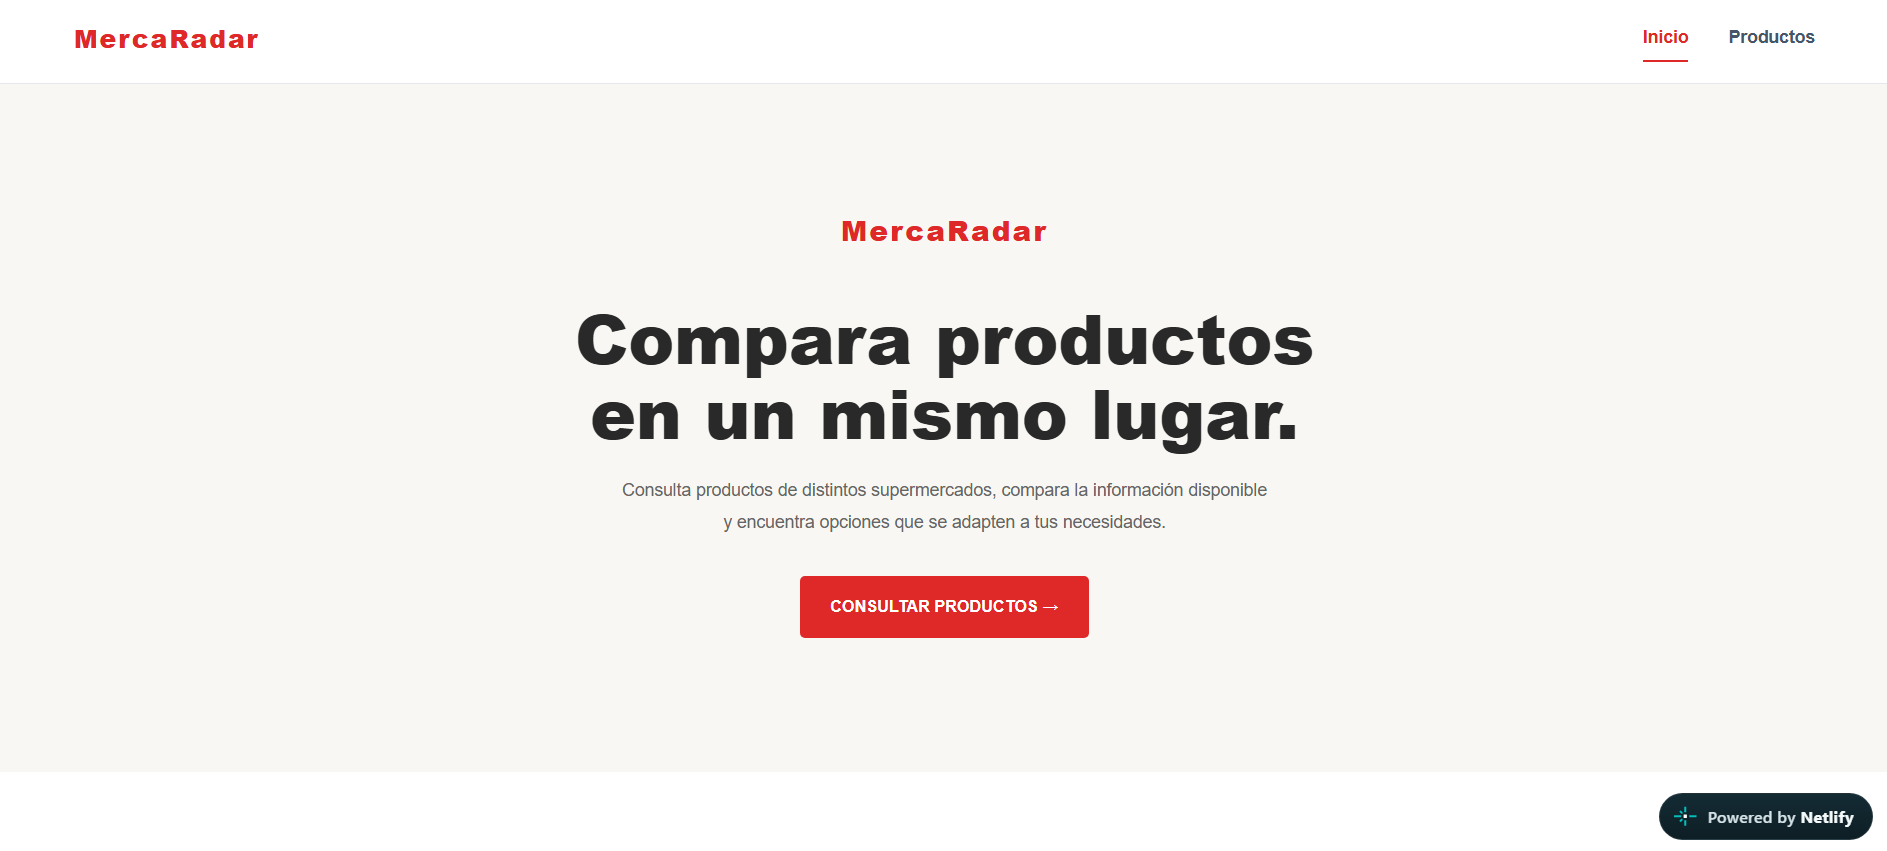 MercaRadar
Inicio Productos
MercaRadar
Compara productos
en un mismo lugar.
Consulta productos de distintos supermercados, compara la información disponible
y encuentra opciones que se adapten a tus necesidades.
CONSULTAR PRODUCTOS →
Powered by Netlify